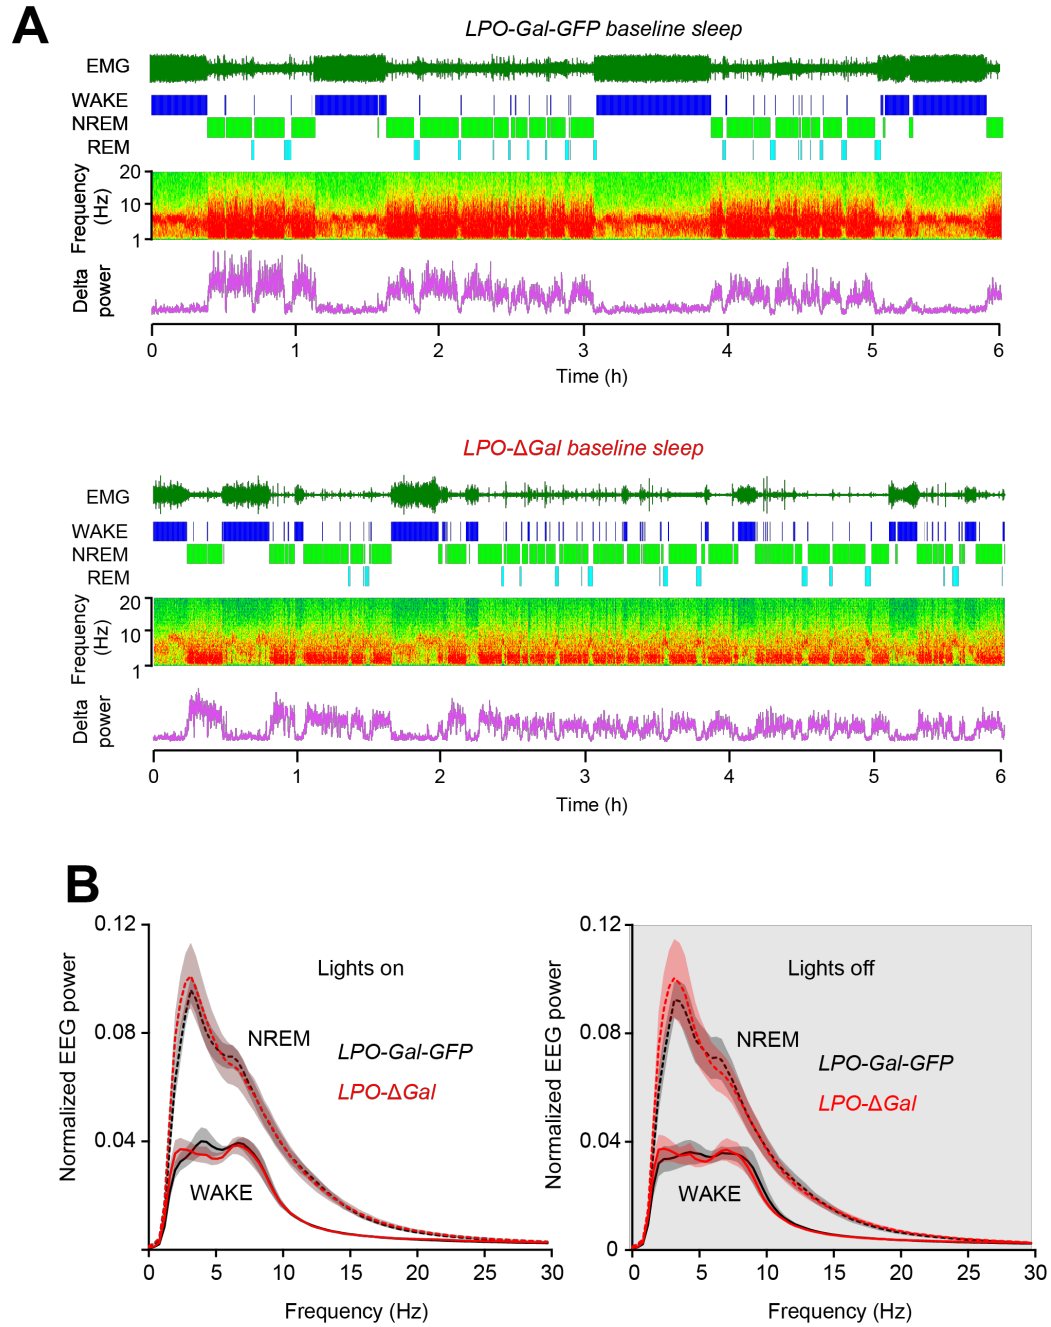 A
LPO-Gal-GFP baseline sleep
EMG
WAKE
NREM
REM
Frequency (Hz)
20
10
1
Delta power
0 1 2 3 4 5 6
Time (h)
LPO-ΔGal baseline sleep
EMG
WAKE
NREM
REM
Frequency (Hz)
20
10
1
Delta power
0 1 2 3 4 5 6
Time (h)
B
Normalized EEG power
0.12
0.08
0.04
Lights on
NREM
LPO-Gal-GFP
LPO-ΔGal
WAKE
0 5 10 15 20 25 30
Frequency (Hz)
Normalized EEG power
0.12
0.08
0.04
0
Lights off
NREM
LPO-Gal-GFP
LPO-ΔGal
WAKE
0 5 10 15 20 25 30
Frequency (Hz)